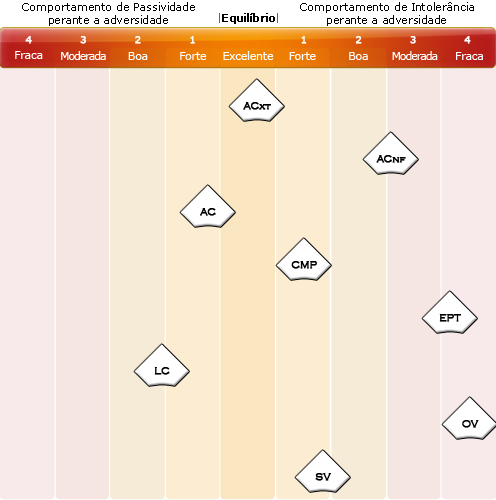 Comportamento de Passividade
perante a adversidade
|Equilíbrio|
Comportamento de Intolerância
perante a adversidade
4 3 2 1 1 2 3 4
Fraca Moderada Boa Forte Excelente Forte Boa Moderada Fraca
ACxt
ACnf
AC
CMP
EPT
LC
OV
SV